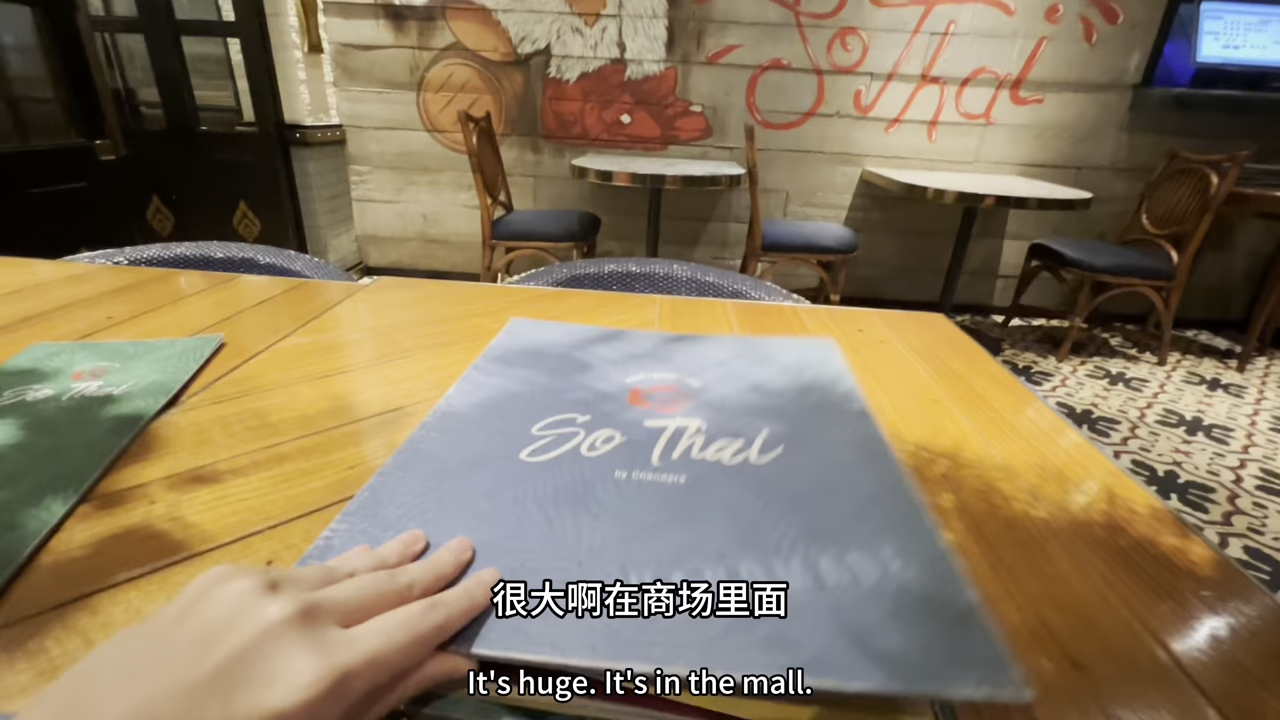 So Thai
So Thai
So Thai
by Chandara
很大啊在商场里面
It's huge. It's in the mall.